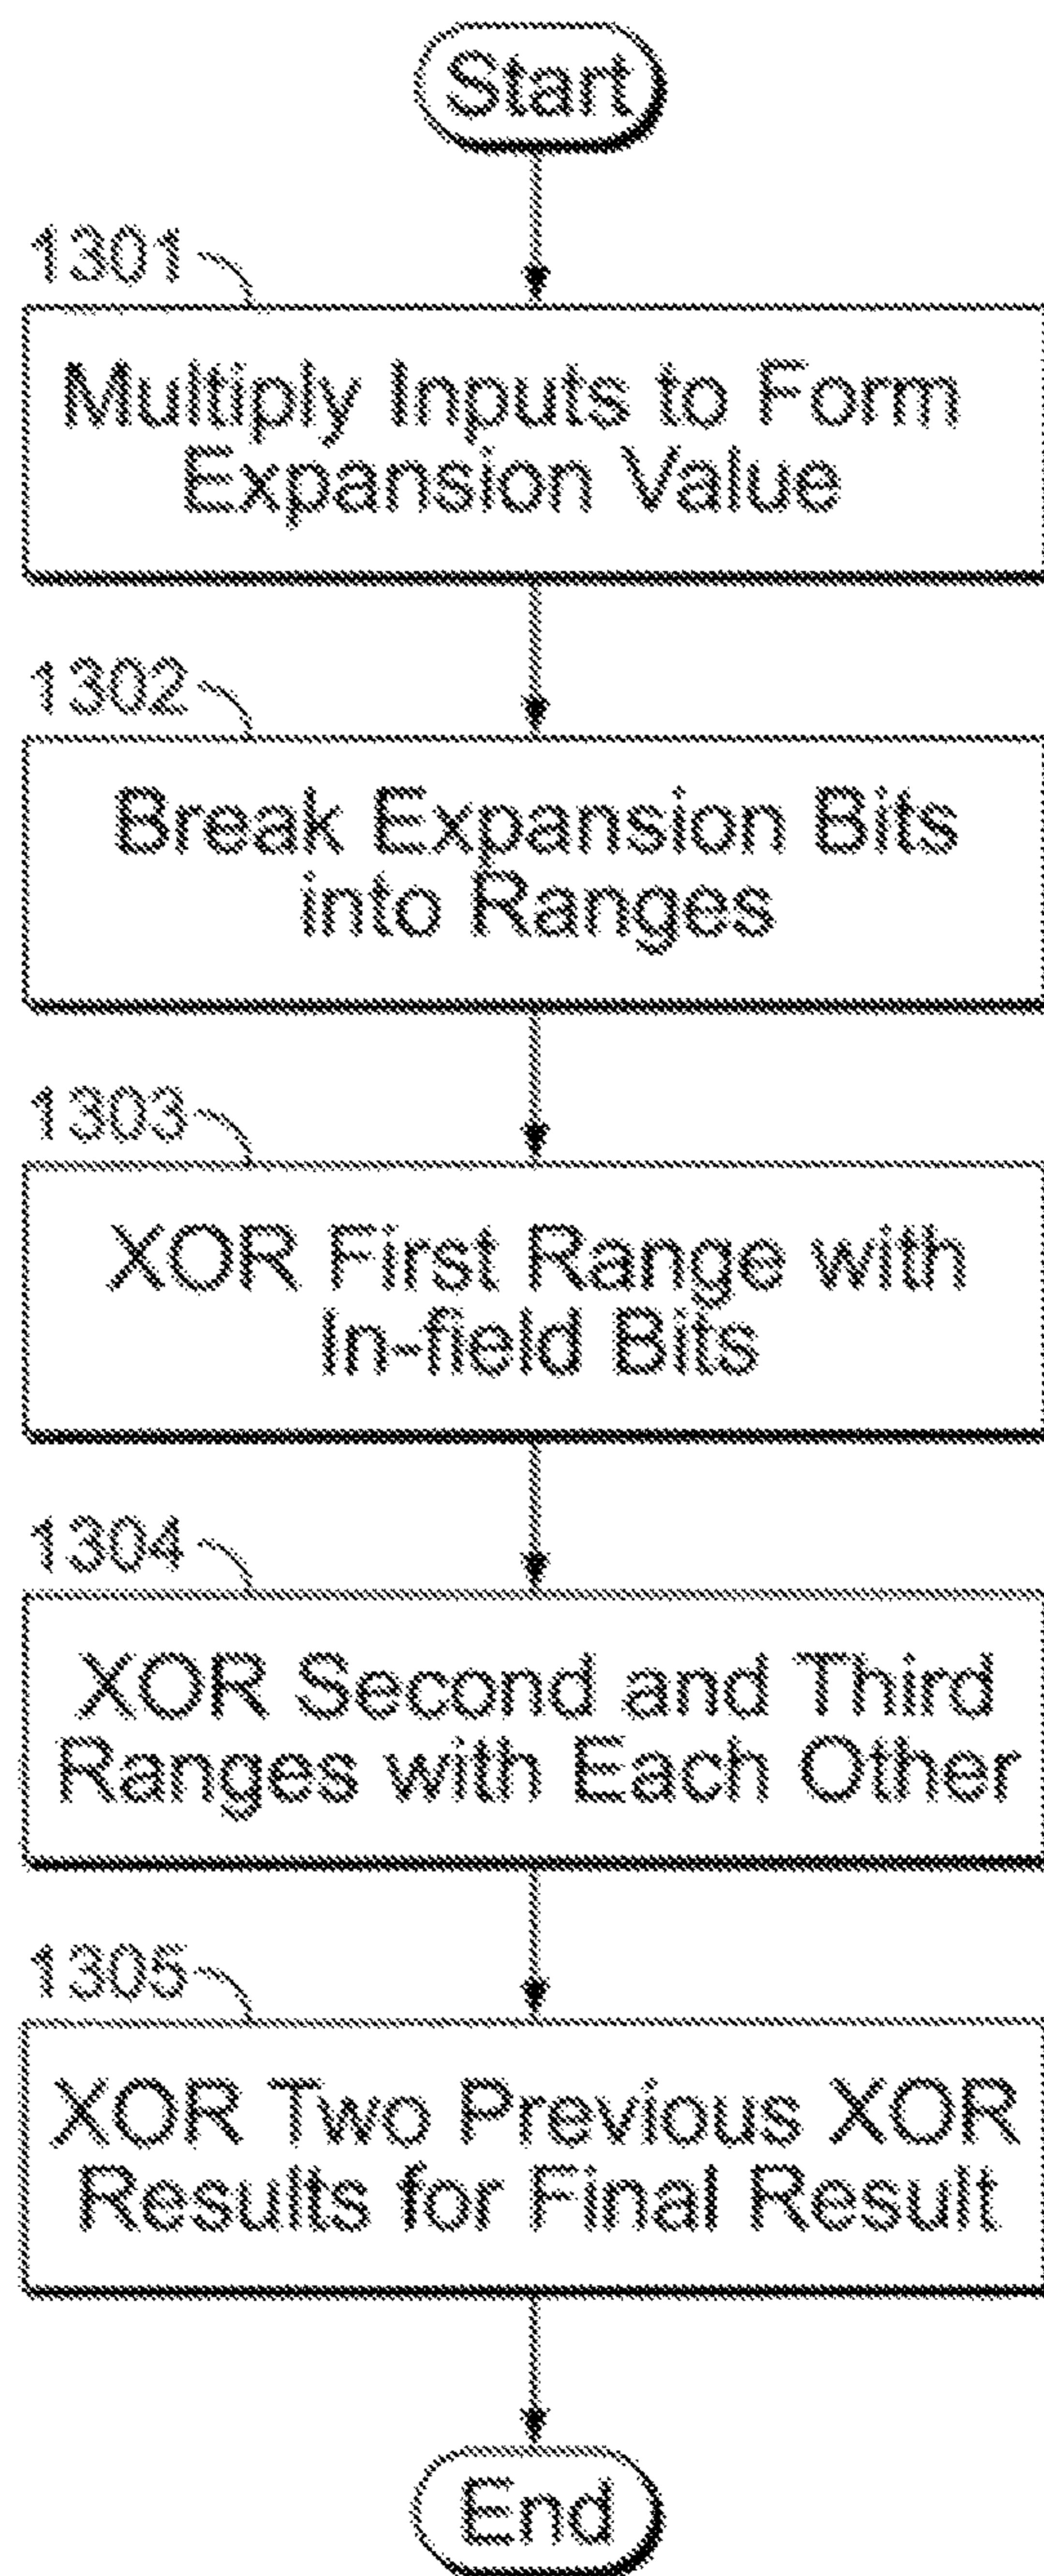 Start
1301
Multiply Inputs to Form
Expansion Value
1302
Break Expansion Bits
into Ranges
1303
XOR First Range with
In-field Bits
1304
XOR Second and Third
Ranges with Each Other
1305
XOR Two Previous XOR
Results for Final Result
End